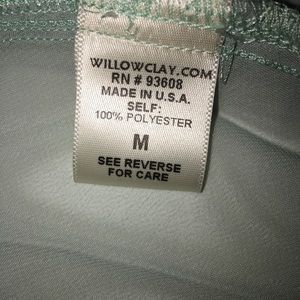 WILLOWCLAY.COM
RN # 93608
MADE IN U.S.A.
SELF:
100% POLYESTER
M
SEE REVERSE
FOR CARE